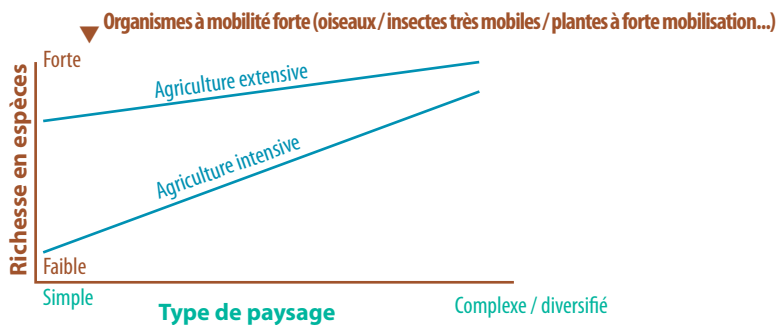 Organismes à mobilité forte (oiseaux / insectes très mobiles / plantes à forte mobilisation...)
Richesse en espèces
Forte
Agriculture extensive
Agriculture intensive
Faible
Simple
Type de paysage
Complexe / diversifié